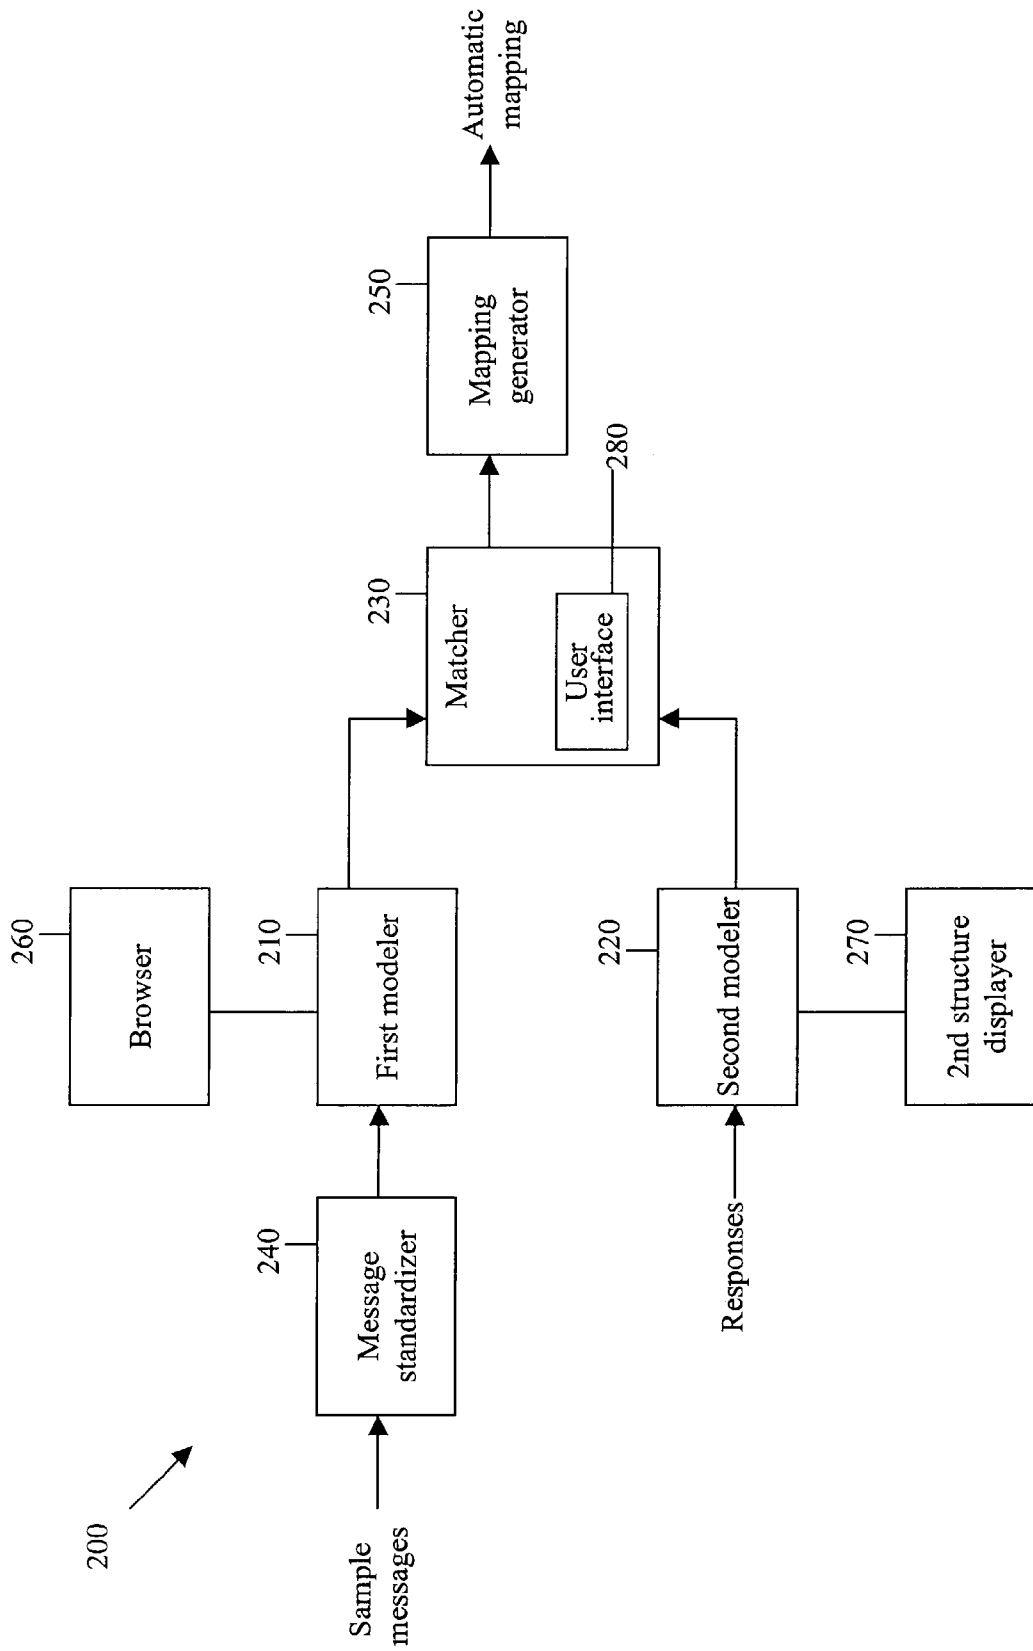 200
Sample
messages
240
Message
standardizer
260
Browser
210
First modeler
Responses
220
Second modeler
270
2nd structure
displayer
230
Matcher
User
interface
280
250
Mapping
generator
Automatic
mapping